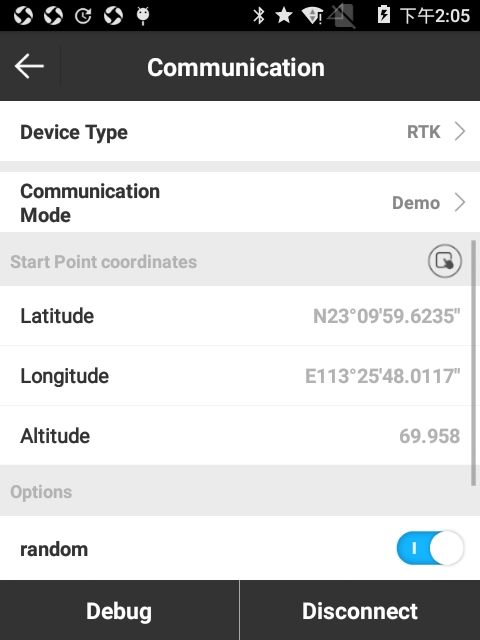 下午2:05
Communication
Device Type
RTK
Communication
Mode
Demo
Start Point coordinates
Latitude
N23°09'59.6235"
Longitude
E113°25'48.0117"
Altitude
69.958
Options
random
Debug
Disconnect